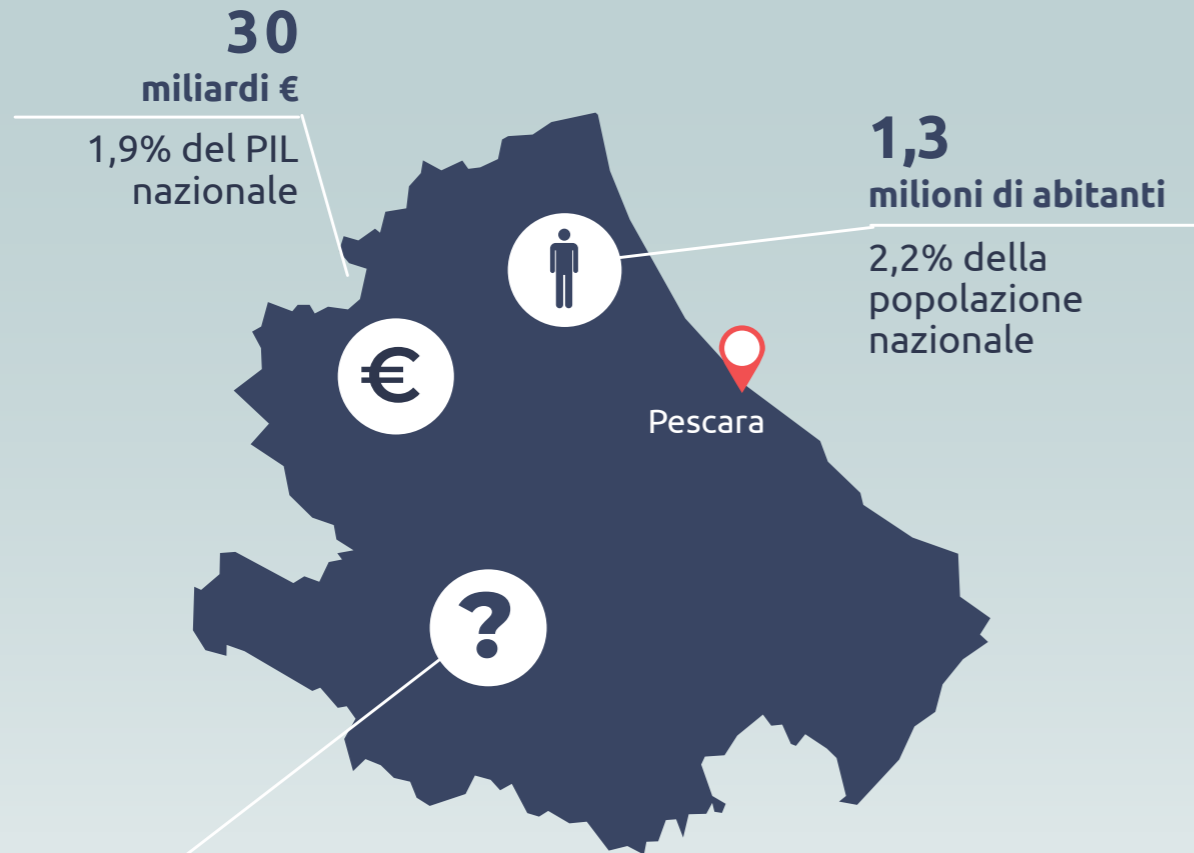 30
miliardi €
1,9% del PIL
nazionale
1,3
milioni di abitanti
2,2% della
popolazione
nazionale
€
Pescara
?